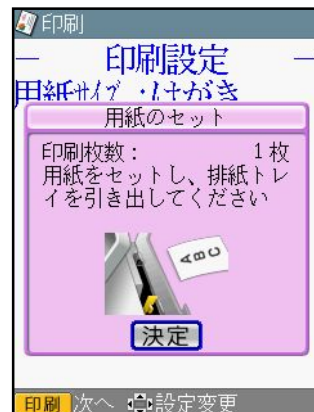 印刷
印刷設定
用紙サイズ :はがき
用紙のセット
印刷枚数: 1枚
用紙をセットし、排紙トレ
イを引き出してください
ABC
決定
印刷 次へ 設定変更